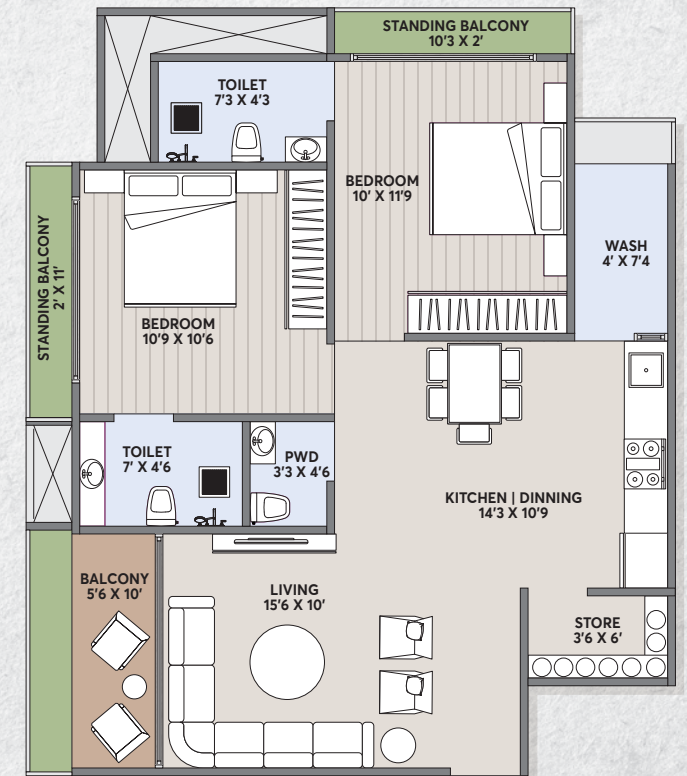 STANDING BALCONY
10'3 X 2'
TOILET
7'3 X 4'3
BEDROOM
10' X 11'9
WASH
4' X 7'4
STANDING BALCONY
2' X 11'
BEDROOM
10'9 X 10'6
TOILET
7' X 4'6
PWD
3'3 X 4'6
KITCHEN | DINNING
14'3 X 10'9
BALCONY
5'6 X 10'
LIVING
15'6 X 10'
STORE
3'6 X 6'